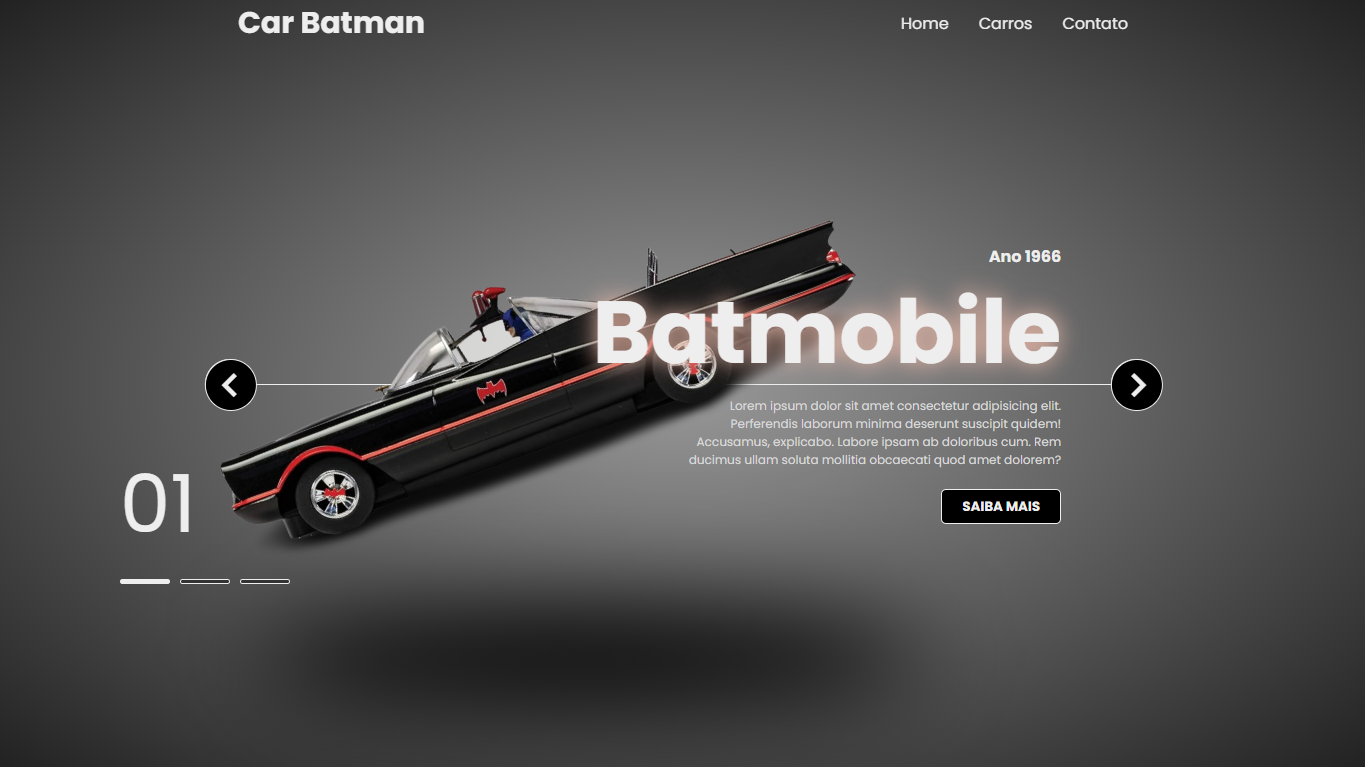 Car Batman
Home
Carros
Contato
Ano 1966
Batmobile
Lorem ipsum dolor sit amet consectetur adipisicing elit.
Perferendis laborum minima deserunt suscipit quidem!
Accusamus, explicabo. Labore ipsam ab doloribus cum. Rem
ducimus ullam soluta mollitia obcaecati quod amet dolorem?
SAIBA MAIS
01